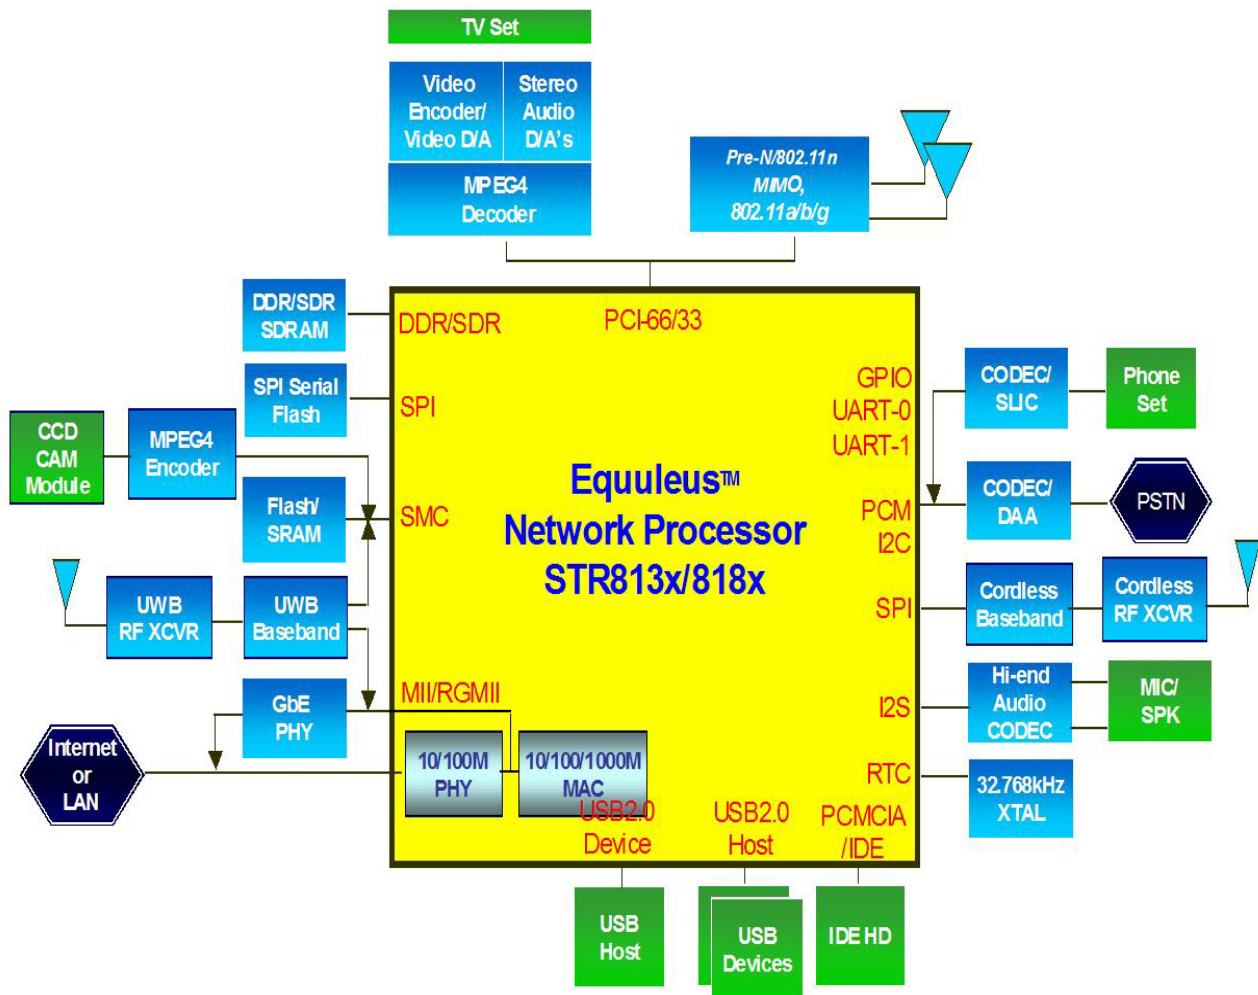 TV Set
Video
Encoder/
Video D/A
Stereo
Audio
D/A's
MPEG4
Decoder
Pre-N/802.11n
MIMO,
802.11a/b/g
DDR/SDR
SDRAM
SPI Serial
Flash
CCD
CAM
Module
MPEG4
Encoder
Flash/
SRAM
UWB
RF XCVR
UWB
Baseband
GbE
PHY
Internet
or
LAN
DDR/SDR
PCI-66/33
SPI
SMC
MII/RGMII
GPIO
UART-0
UART-1
PCM
I2C
SPI
I2S
RTC
Equuleus™
Network Processor
STR813x/818x
10/100M
PHY
10/100/1000M
MAC
USB2.0
Device
USB2.0
Host
PCMCIA
/IDE
CODEC/
SLIC
Phone
Set
CODEC/
DAA
PSTN
Cordless
Baseband
Cordless
RF XCVR
Hi-end
Audio
CODEC
MIC/
SPK
32.768kHz
XTAL
USB
Host
USB
Devices
IDE HD